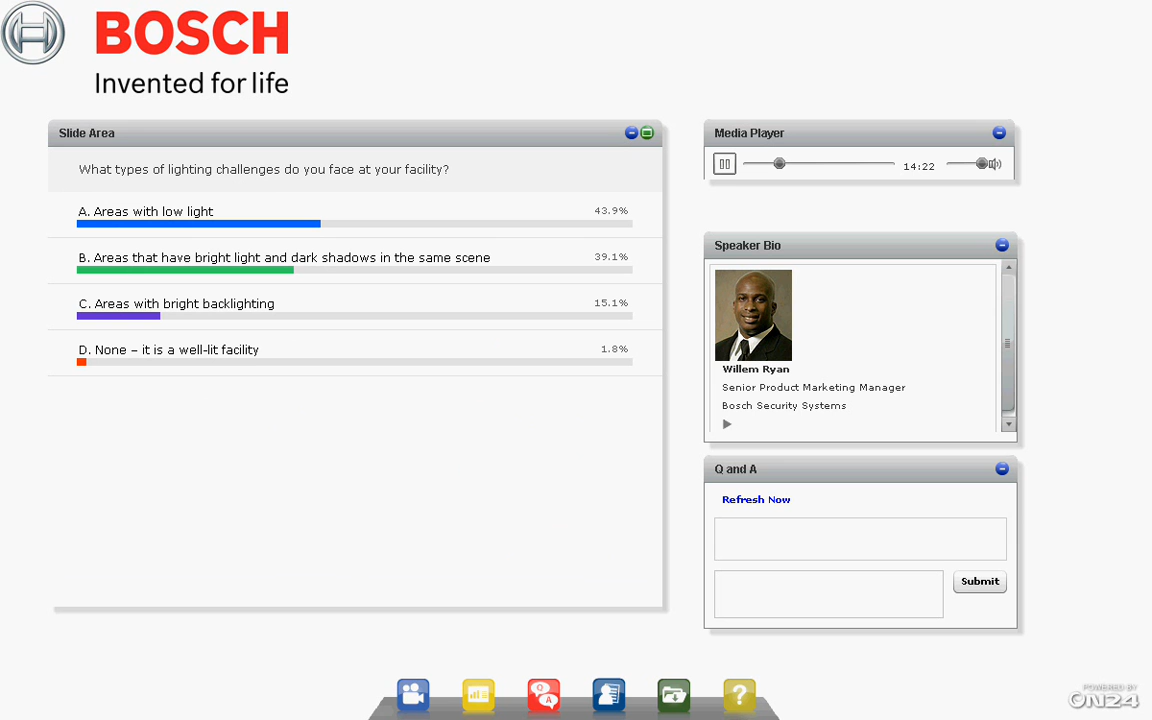 BOSCH
Invented for life
Slide Area
What types of lighting challenges do you face at your facility?
A. Areas with low light 43.9%
B. Areas that have bright light and dark shadows in the same scene 39.1%
C. Areas with bright backlighting 15.1%
D. None – it is a well-lit facility 1.8%
Media Player
14:22
Speaker Bio
Willem Ryan
Senior Product Marketing Manager
Bosch Security Systems
Q and A
Refresh Now
Submit
Q
A
?
POWERED BY
ON24